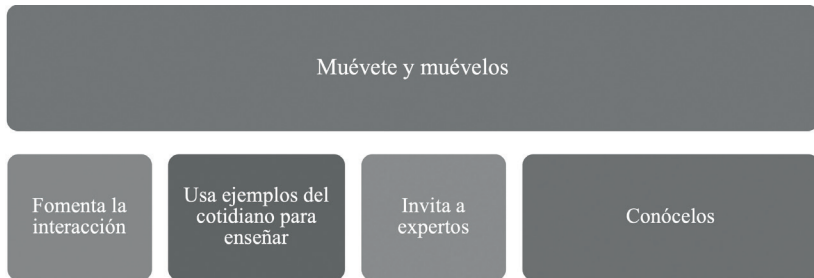 Muévete y muévelos
Fomenta la
interacción
Usa ejemplos del
cotidiano para
enseñar
Invita a
expertos
Conócelos